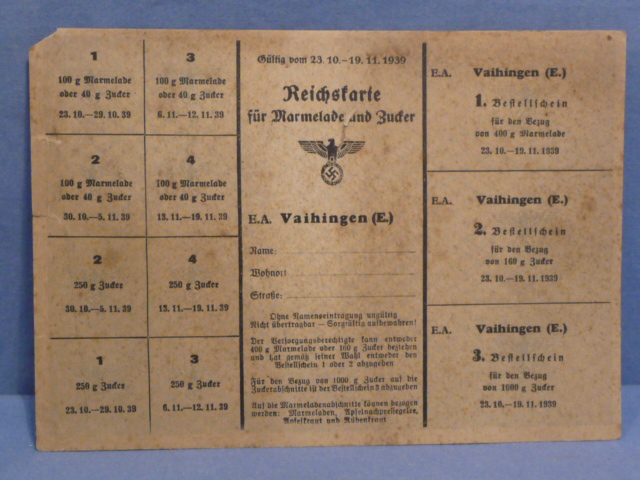 1
100 g Marmelade
oder 40 g Zucker
23. 10.–29. 10. 39
3
100 g Marmelade
oder 40 g Zucker
6. 11.–12. 11. 39
2
100 g Marmelade
oder 40 g Zucker
30. 10.–5. 11. 39
4
100 g Marmelade
oder 40 g Zucker
13. 11.–19. 11. 39
2
250 g Zucker
30. 10.–5. 11. 39
4
250 g Zucker
13. 11.–19. 11. 39
1
250 g Zucker
23. 10.–29. 10. 39
3
250 g Zucker
6. 11.–12. 11. 39
Gültig vom 23. 10.–19. 11. 1939
Reichskarte
für Marmelade und Zucker
E.A. Vaihingen (E.)
Name:
Wohnort
Straße:
Ohne Namenseintragung ungültig
Nicht übertragbar – Sorgfältig aufbewahren!
Der Versorgungsberechtigte kann entweder
400 g Marmelade oder 160 g Zucker beziehen
und hat gemäß seiner Wahl entweder den
Bestellschein 1 oder 2 abzugeben
Für den Bezug von 1000 g Zucker auf die
Zuckerabschnitte ist der Bestellschein 3 abzugeben
Auf die Marmeladenabschnitte können bezogen
werden: Marmeladen, Apfelnachpressgelee,
Apfelkraut und Rübenkraut
E.A. Vaihingen (E.)
1. Bestellschein
für den Bezug
von 400 g Marmelade
23. 10.–19. 11. 1939
E.A. Vaihingen (E.)
2. Bestellschein
für den Bezug
von 160 g Zucker
23. 10.–19. 11. 1939
E.A. Vaihingen (E.)
3. Bestellschein
für den Bezug
von 1000 g Zucker
23. 10.–19. 11. 1939